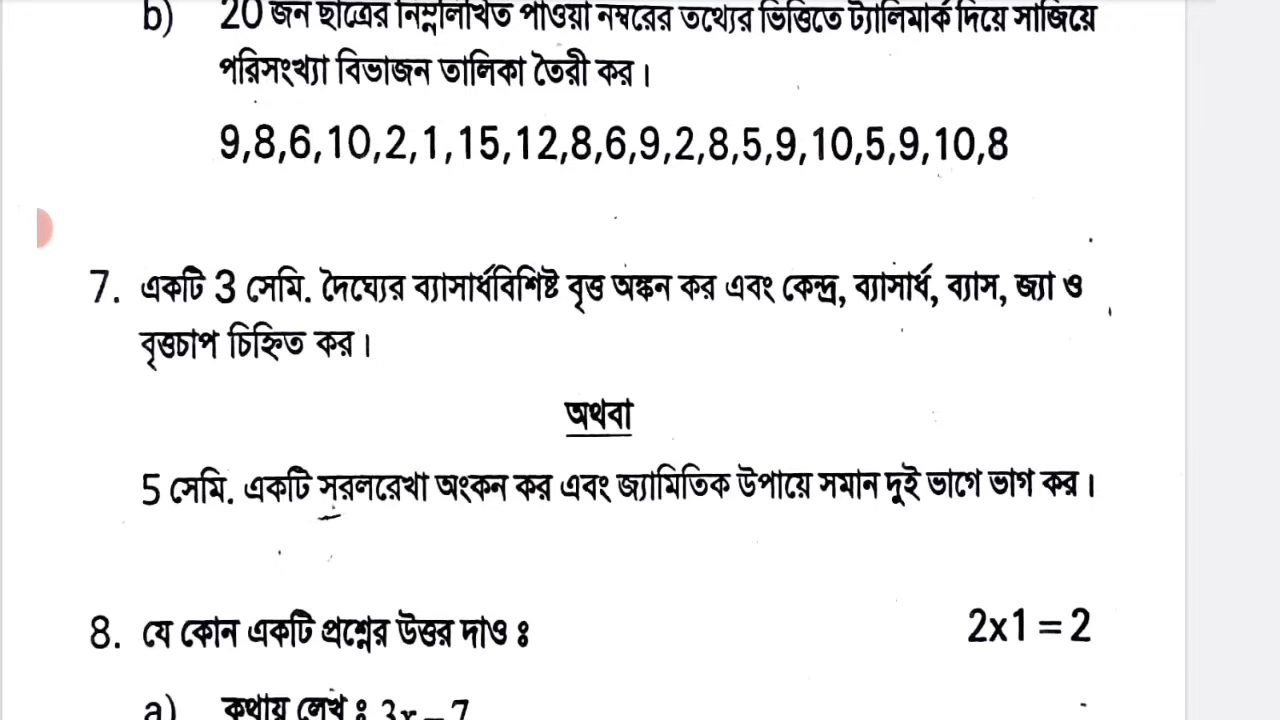 b) 20 জন ছাত্রের নিম্নলিখিত পাওয়া নম্বরের তথ্যের ভিত্তিতে ট্যালিমার্ক দিয়ে সাজিয়ে
পরিসংখ্যা বিভাজন তালিকা তৈরী কর।
9,8,6,10,2,1,15,12,8,6,9,2,8,5,9,10,5,9,10,8
7. একটি 3 সেমি. দৈর্ঘ্যের ব্যাসার্ধবিশিষ্ট বৃত্ত অঙ্কন কর এবং কেন্দ্র, ব্যাসার্ধ, ব্যাস, জ্যা ও
বৃত্তচাপ চিহ্নিত কর।
অথবা
5 সেমি. একটি সরলরেখা অংকন কর এবং জ্যামিতিক উপায়ে সমান দুই ভাগে ভাগ কর।
8. যে কোন একটি প্রশ্নের উত্তর দাও ঃ 2x1 = 2
a) কথায় লেখ ঃ 3x – 7